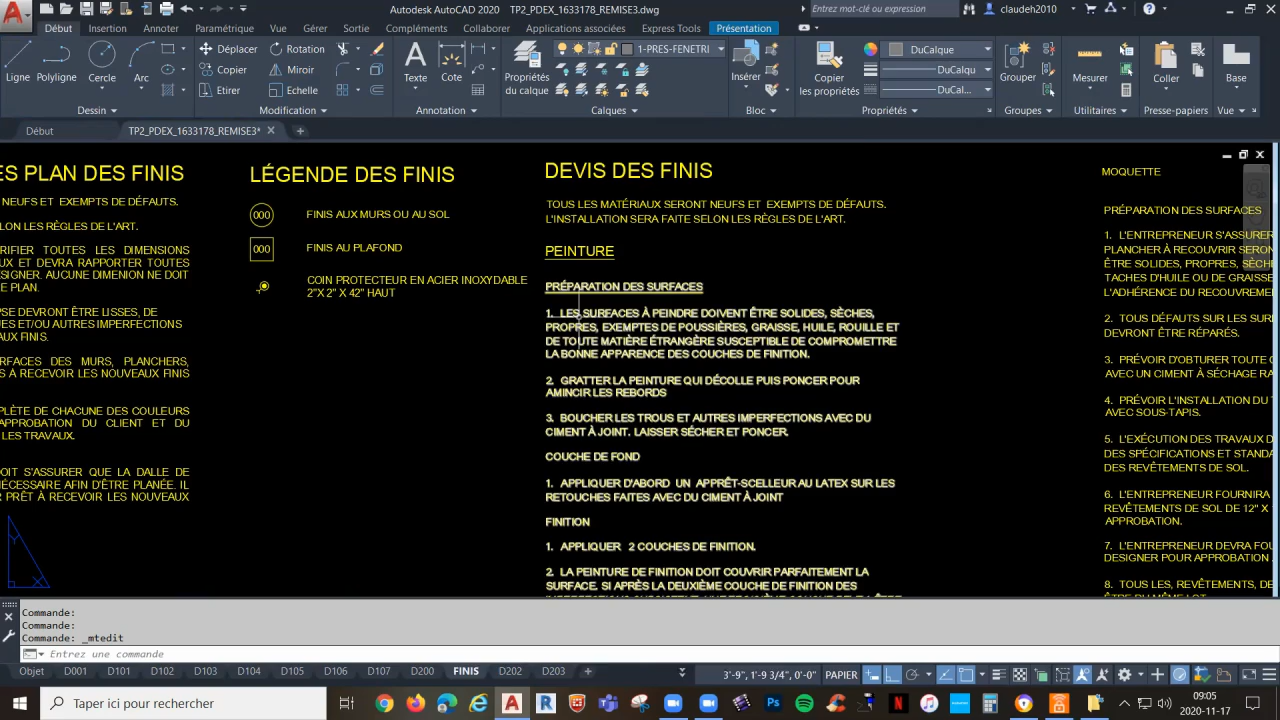 Autodesk AutoCAD 2020 TP2_PDEX_1633178_REMISE3.dwg
Entrez mot-clé ou expression
claudeh2010
Début Insertion Annoter Paramétrique Vue Gérer Sortie Compléments Collaborer Applications associées Express Tools Présentation
Ligne Polyligne Cercle Arc
Déplacer Rotation
Copier Miroir
Etirer Echelle
Texte Cote
Propriétés du calque
1-PRES-FENETRI
Insérer
Copier les propriétés
DuCalque
DuCalqu
DuCal...
Grouper
Mesurer
Coller
Base
Dessin Modification Annotation Calques Bloc Propriétés Groupes Utilitaires Presse-papiers Vue
Début TP2_PDEX_1633178_REMISE3*
ES PLAN DES FINIS
NEUFS ET EXEMPTS DE DÉFAUTS.
LON LES RÈGLES DE L'ART.
RIFIER TOUTES LES DIMENSIONS
UX ET DEVRA RAPPORTER TOUTES
ESIGNER. AUCUNE DIMENION NE DOIT
E PLAN.
PSE DEVRONT ÊTRE LISSES, DE
UES ET/OU AUTRES IMPERFECTIONS
AUX FINIS.
RFACES DES MURS, PLANCHERS,
S À RECEVOIR LES NOUVEAUX FINIS
PLÈTE DE CHACUNE DES COULEURS
APPROBATION DU CLIENT ET DU
LES TRAVAUX.
OIT S'ASSURER QUE LA DALLE DE
NÉCESSAIRE AFIN D'ÊTRE PLANÉE. IL
PRÊT À RECEVOIR LES NOUVEAUX
Y
X
LÉGENDE DES FINIS
000 FINIS AUX MURS OU AU SOL
000 FINIS AU PLAFOND
COIN PROTECTEUR EN ACIER INOXYDABLE
2"X 2" X 42" HAUT
DEVIS DES FINIS
TOUS LES MATÉRIAUX SERONT NEUFS ET EXEMPTS DE DÉFAUTS.
L'INSTALLATION SERA FAITE SELON LES RÈGLES DE L'ART.
PEINTURE
PRÉPARATION DES SURFACES
1. LES SURFACES À PEINDRE DOIVENT ÊTRE SOLIDES, SÈCHES,
PROPRES, EXEMPTES DE POUSSIÈRES, GRAISSE, HUILE, ROUILLE ET
DE TOUTE MATIÈRE ÉTRANGÈRE SUSCEPTIBLE DE COMPROMETTRE
LA BONNE APPARENCE DES COUCHES DE FINITION.
2. GRATTER LA PEINTURE QUI DÉCOLLE PUIS PONCER POUR
AMINCIR LES REBORDS
3. BOUCHER LES TROUS ET AUTRES IMPERFECTIONS AVEC DU
CIMENT À JOINT. LAISSER SÉCHER ET PONCER.
COUCHE DE FOND
1. APPLIQUER D'ABORD UN APPRÊT-SCELLEUR AU LATEX SUR LES
RETOUCHES FAITES AVEC DU CIMENT À JOINT
FINITION
1. APPLIQUER 2 COUCHES DE FINITION.
2. LA PEINTURE DE FINITION DOIT COUVRIR PARFAITEMENT LA
SURFACE. SI APRÈS LA DEUXIÈME COUCHE DE FINITION DES
MOQUETTE
PRÉPARATION DES SURFACES
1. L'ENTREPRENEUR S'ASSURER
PLANCHER À RECOUVRIR SERON
ÊTRE SOLIDES, PROPRES, SÈCHE
TACHES D'HUILE OU DE GRAISSE
L'ADHÉRENCE DU RECOUVREMEN
2. TOUS DÉFAUTS SUR LES SUR
DEVRONT ÊTRE RÉPARÉS.
3. PRÉVOIR D'OBTURER TOUTE
AVEC UN CIMENT À SÉCHAGE RA
4. PRÉVOIR L'INSTALLATION DU
AVEC SOUS-TAPIS.
5. L'EXÉCUTION DES TRAVAUX D
DES SPÉCIFICATIONS ET STANDA
DES REVÊTEMENTS DE SOL.
6. L'ENTREPRENEUR FOURNIRA
REVÊTEMENTS DE SOL DE 12" X
APPROBATION.
7. L'ENTREPRENEUR DEVRA FOU
DESIGNER POUR APPROBATION
8. TOUS LES, REVÊTEMENTS, DE
ÊTRE DU MÊME LOT
Commande:
Commande:
Commande: _mtedit
Entrez une commande
Objet D001 D101 D102 D103 D104 D105 D106 D107 D200 FINIS D202 D203
3'-9", 1'-9 3/4", 0'-0" PAPIER
Taper ici pour rechercher
09:05
2020-11-17